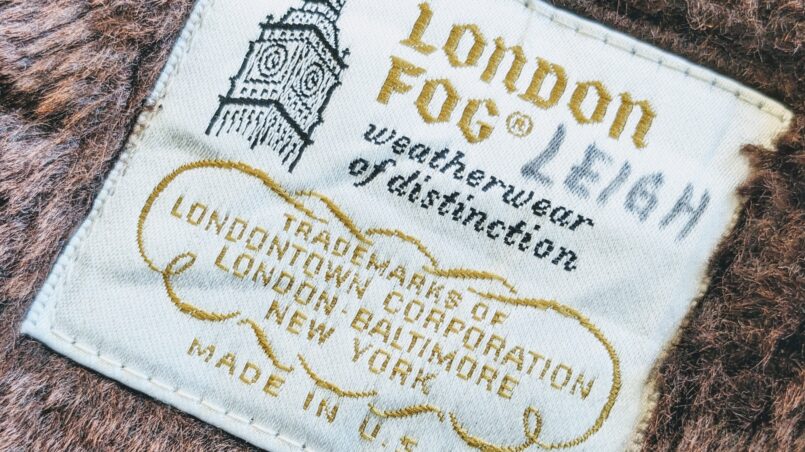 LONDON
FOG®
LEIGH
weatherwear
of distinction
TRADEMARKS OF
LONDONTOWN CORPORATION
LONDON-BALTIMORE
NEW YORK
MADE IN U.S